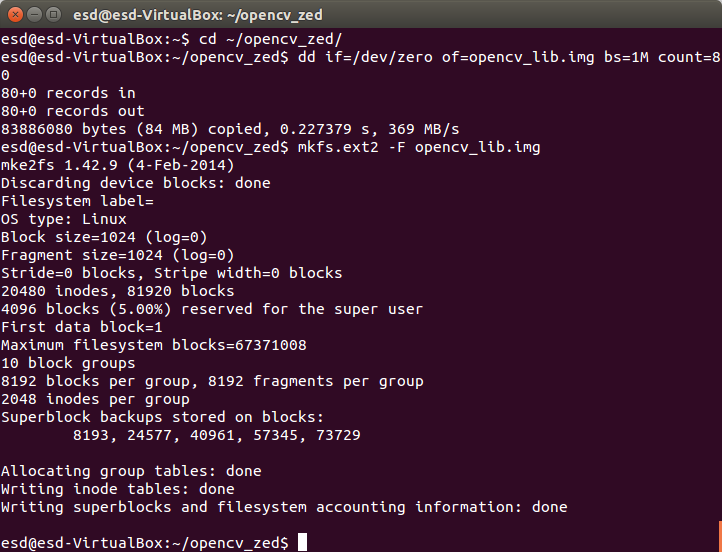 esd@esd-VirtualBox: ~/opencv_zed
esd@esd-VirtualBox:~$ cd ~/opencv_zed/
esd@esd-VirtualBox:~/opencv_zed$ dd if=/dev/zero of=opencv_lib.img bs=1M count=8
0
80+0 records in
80+0 records out
83886080 bytes (84 MB) copied, 0.227379 s, 369 MB/s
esd@esd-VirtualBox:~/opencv_zed$ mkfs.ext2 -F opencv_lib.img
mke2fs 1.42.9 (4-Feb-2014)
Discarding device blocks: done
Filesystem label=
OS type: Linux
Block size=1024 (log=0)
Fragment size=1024 (log=0)
Stride=0 blocks, Stripe width=0 blocks
20480 inodes, 81920 blocks
4096 blocks (5.00%) reserved for the super user
First data block=1
Maximum filesystem blocks=67371008
10 block groups
8192 blocks per group, 8192 fragments per group
2048 inodes per group
Superblock backups stored on blocks:
        8193, 24577, 40961, 57345, 73729

Allocating group tables: done
Writing inode tables: done
Writing superblocks and filesystem accounting information: done

esd@esd-VirtualBox:~/opencv_zed$